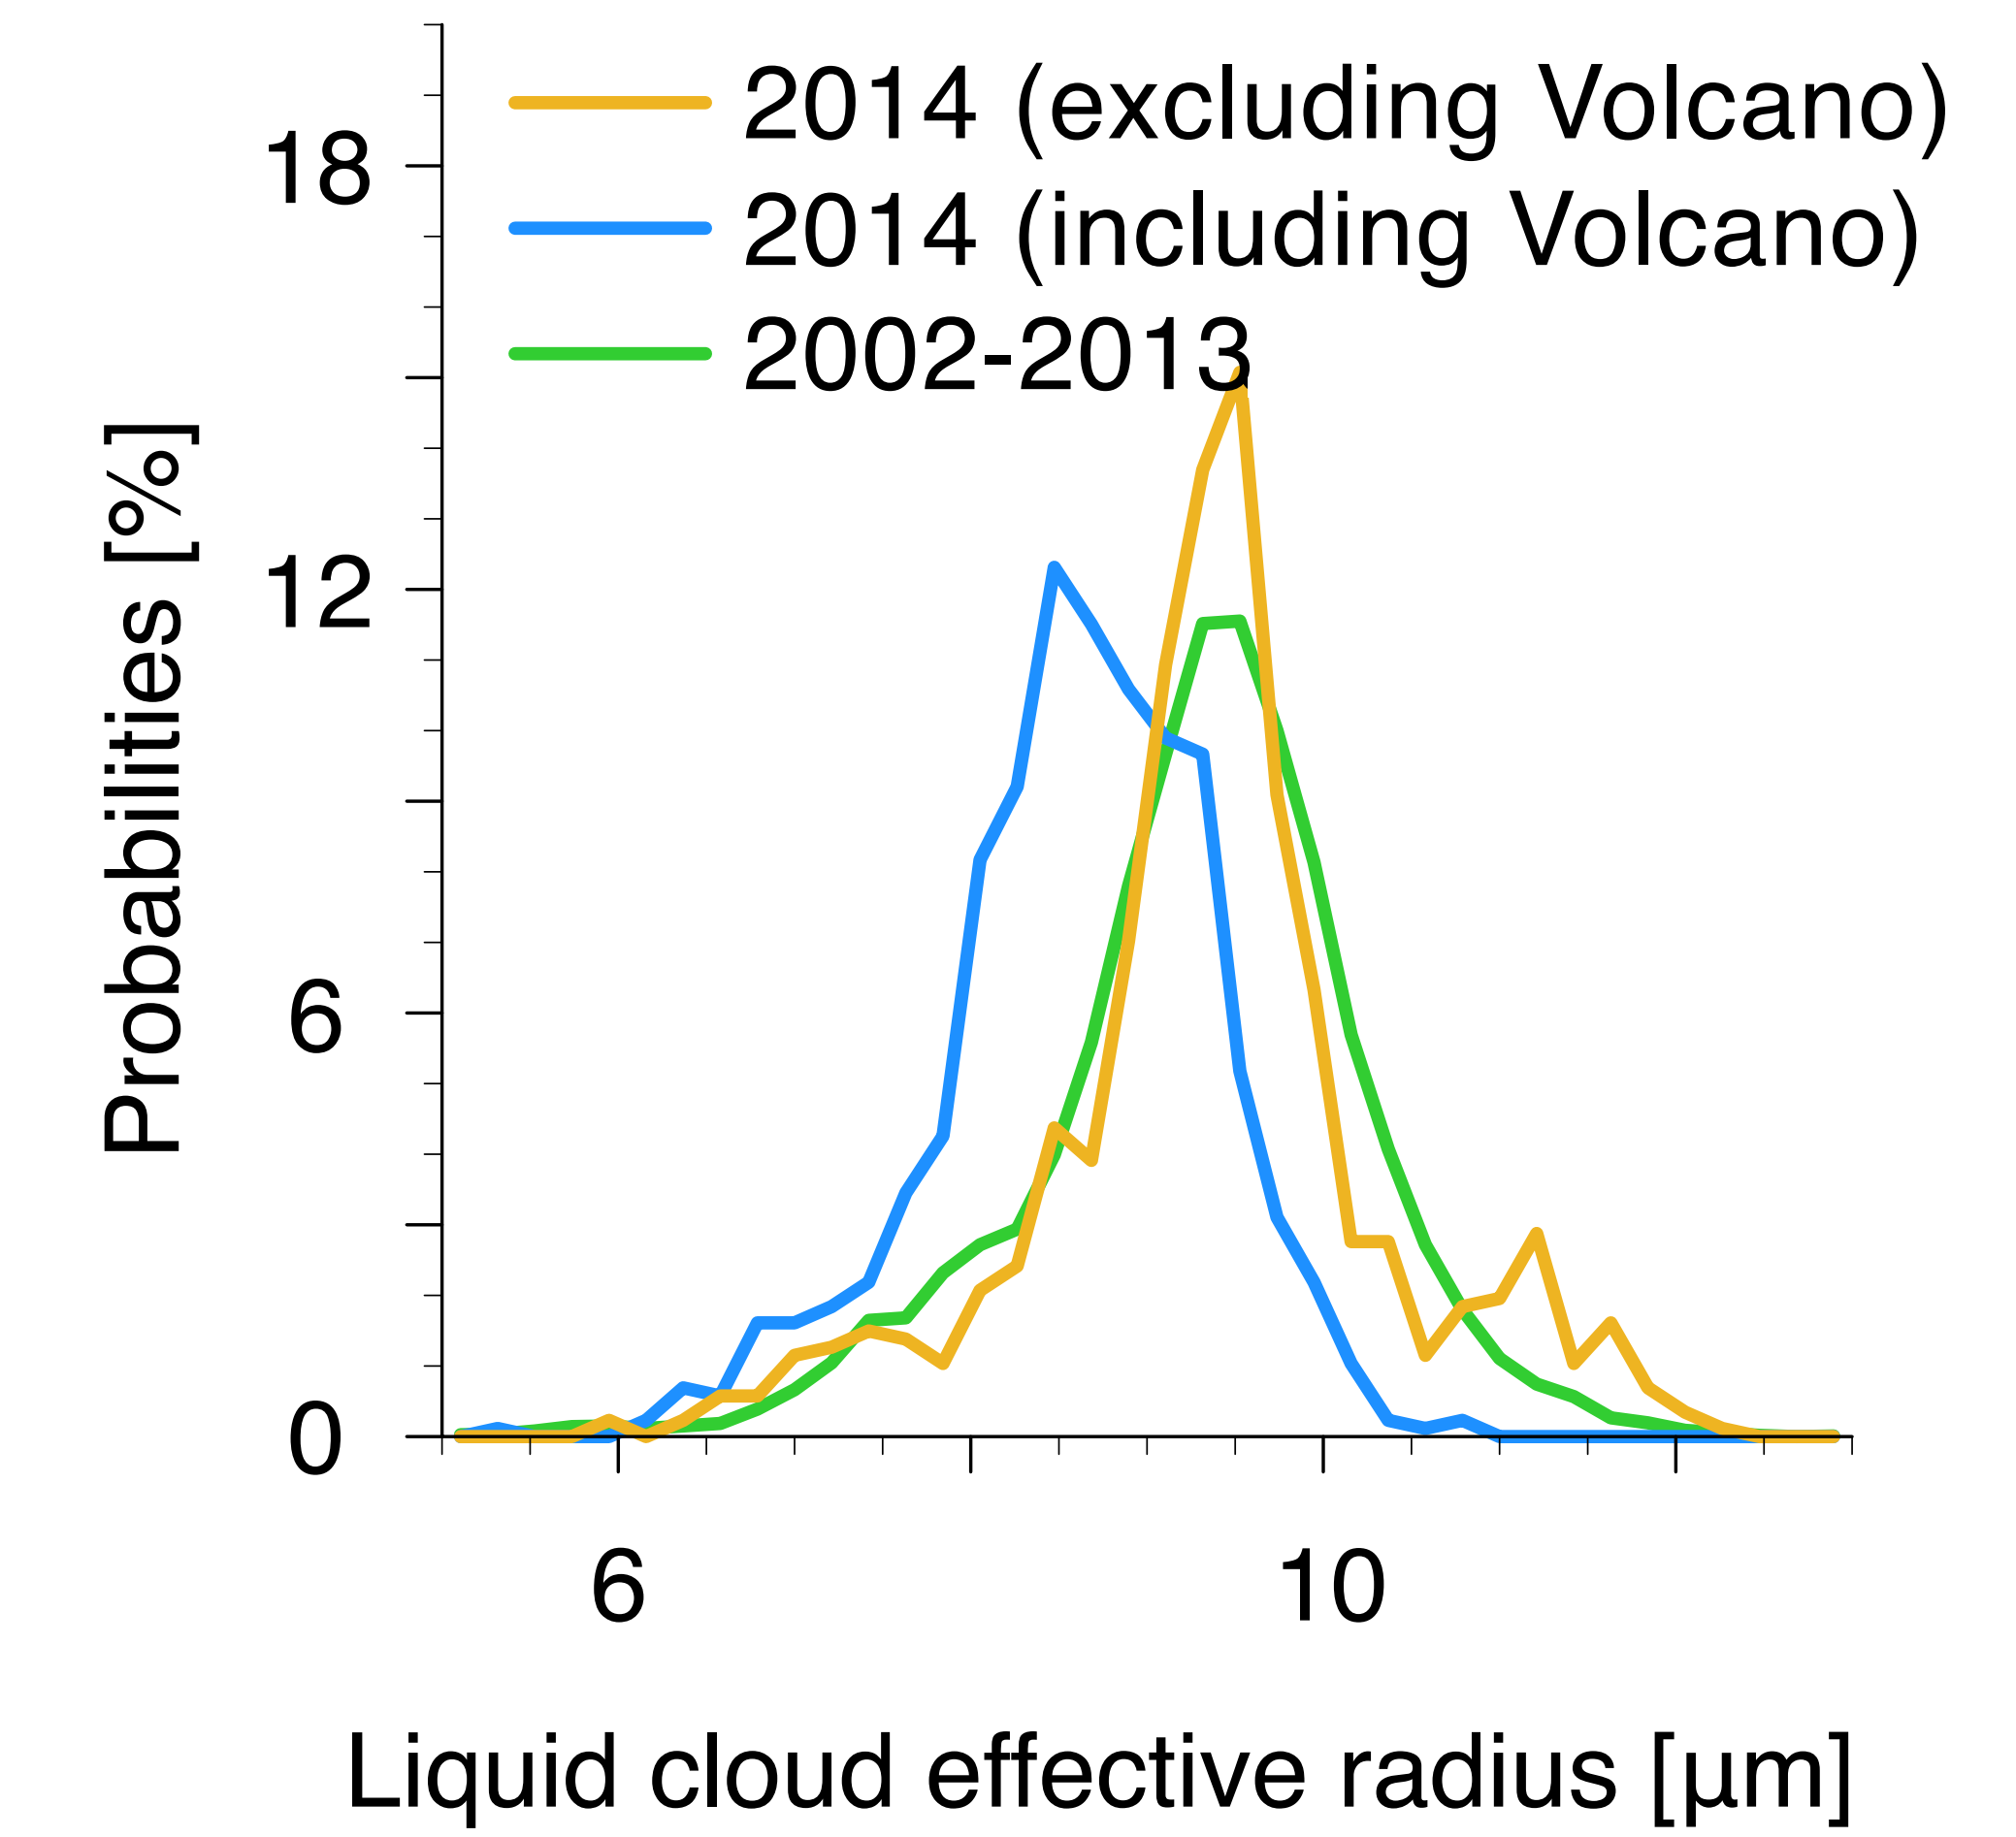 2014 (excluding Volcano)
2014 (including Volcano)
2002-2013
18
12
6
0
Probabilities [%]
6
10
Liquid cloud effective radius [µm]